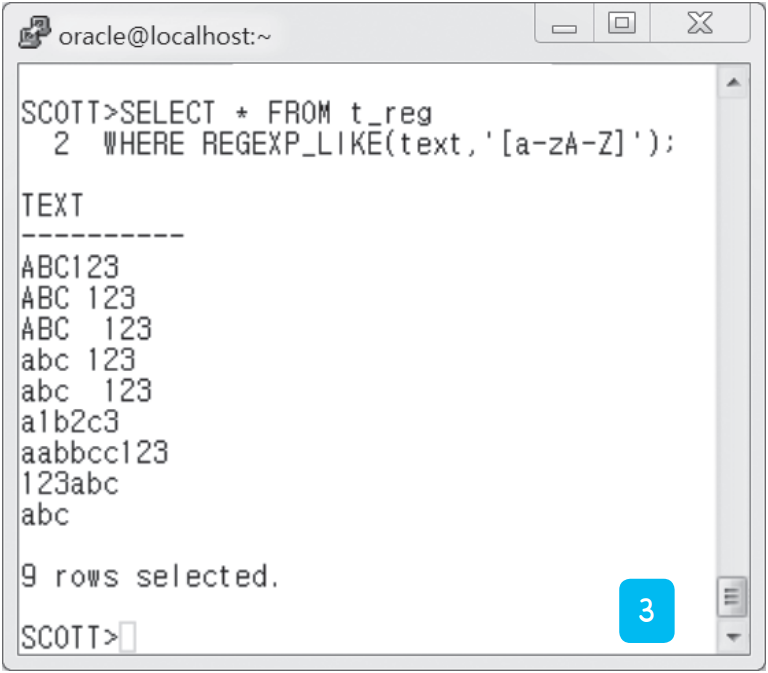 oracle@localhost:~
SCOTT>SELECT * FROM t_reg
  2  WHERE REGEXP_LIKE(text,'[a-zA-Z]');
TEXT
----------
ABC123
ABC 123
ABC  123
abc 123
abc  123
a1b2c3
aabbcc123
123abc
abc
9 rows selected.
3
SCOTT>